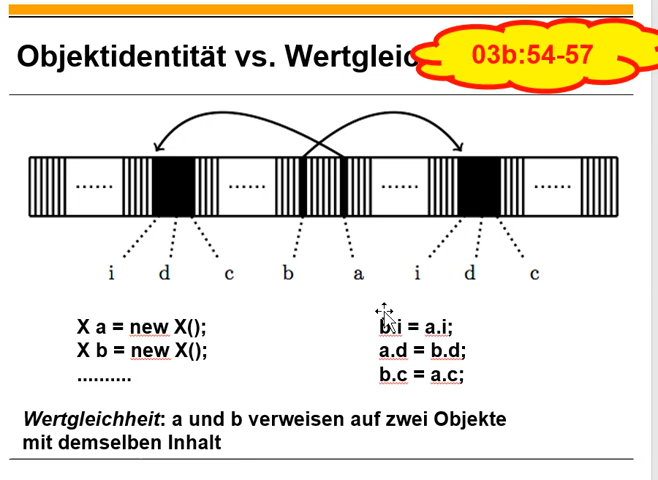 Objektidentität vs. Wertgleic
03b:54-57
...... ...... ...... ......
i d c b a i d c
X a = new X();
X b = new X();
..........
b.i = a.i;
a.d = b.d;
b.c = a.c;
Wertgleichheit: a und b verweisen auf zwei Objekte
mit demselben Inhalt